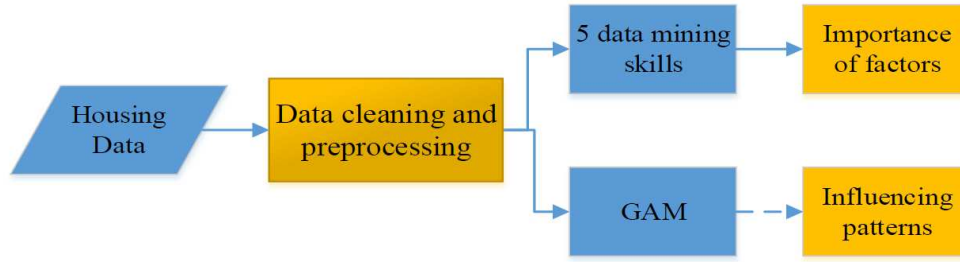 Housing
Data
Data cleaning and
preprocessing
5 data mining
skills
Importance
of factors
GAM
Influencing
patterns